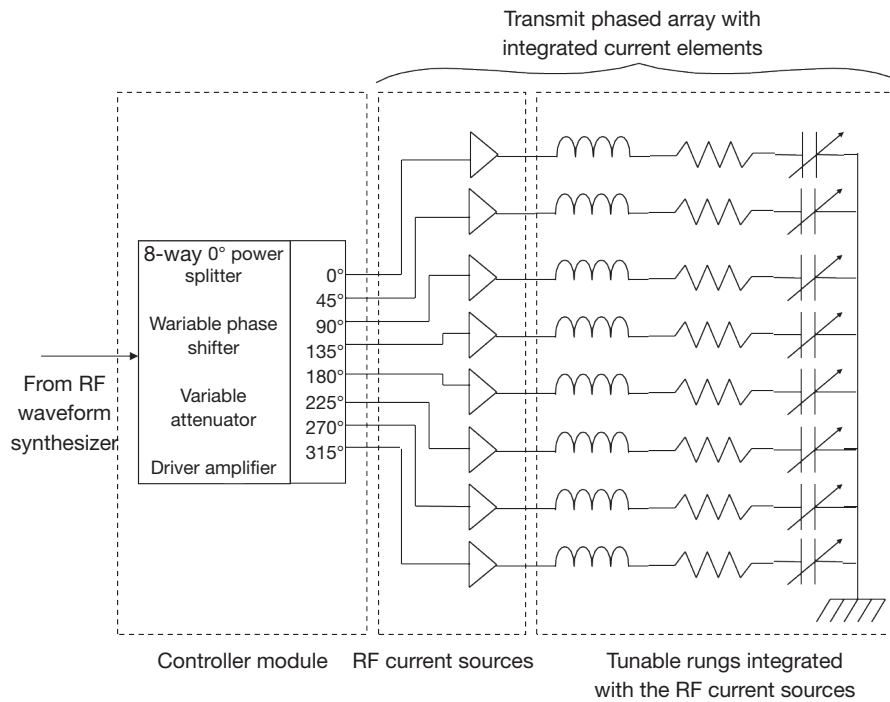 Transmit phased array with
integrated current elements
8-way 0° power
splitter
Wariable phase
shifter
Variable
attenuator
Driver amplifier
0°
45°
90°
135°
180°
225°
270°
315°
From RF
waveform
synthesizer
Controller module
RF current sources
Tunable rungs integrated
with the RF current sources